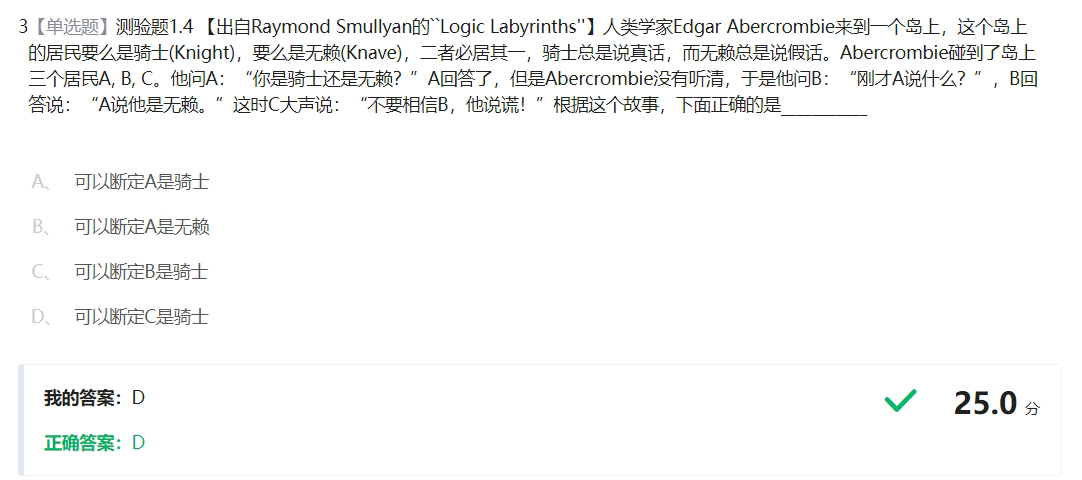 3【单选题】测验题1.4 【出自Raymond Smullyan的``Logic Labyrinths''】人类学家Edgar Abercrombie来到一个岛上，这个岛上
的居民要么是骑士(Knight)，要么是无赖(Knave)，二者必居其一，骑士总是说真话，而无赖总是说假话。Abercrombie碰到了岛上
三个居民A, B, C。他问A：“你是骑士还是无赖？”A回答了，但是Abercrombie没有听清，于是他问B：“刚才A说什么？”，B回
答说：“A说他是无赖。”这时C大声说：“不要相信B，他说谎！”根据这个故事，下面正确的是__________
A、 可以断定A是骑士
B、 可以断定A是无赖
C、 可以断定B是骑士
D、 可以断定C是骑士
我的答案：D
25.0 分
正确答案：D